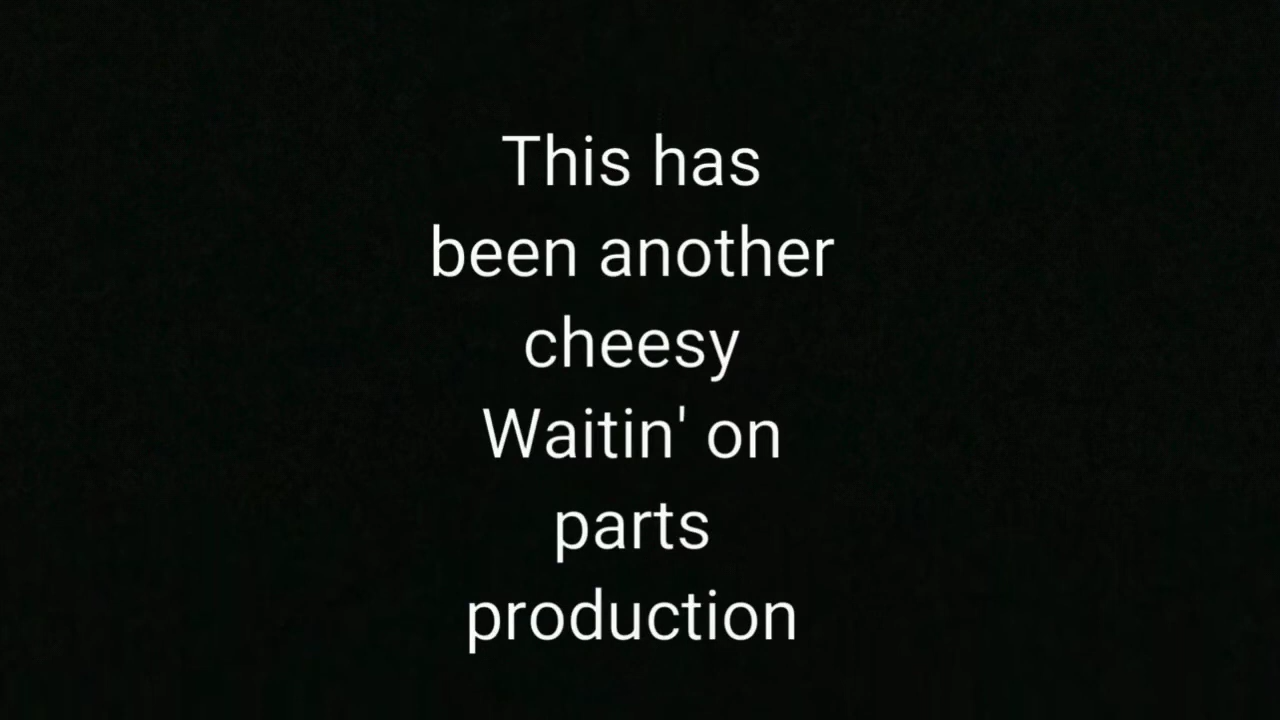 This has
been another
cheesy
Waitin' on
parts
production